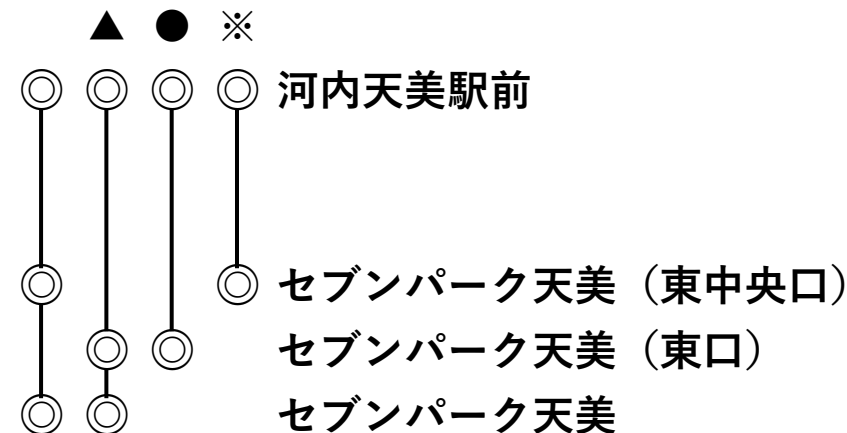 ▲ ● ※
河内天美駅前
セブンパーク天美（東中央口）
セブンパーク天美（東口）
セブンパーク天美